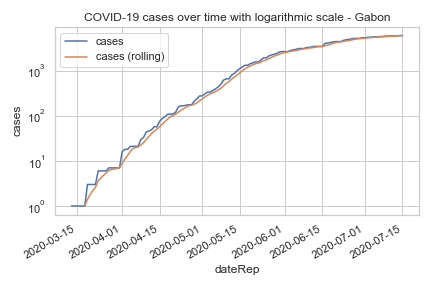 COVID-19 cases over time with logarithmic scale - Gabon
cases
cases (rolling)
10³
10²
10¹
10⁰
cases
2020-03-15
2020-04-01
2020-04-15
2020-05-01
2020-05-15
2020-06-01
2020-06-15
2020-07-01
2020-07-15
dateRep